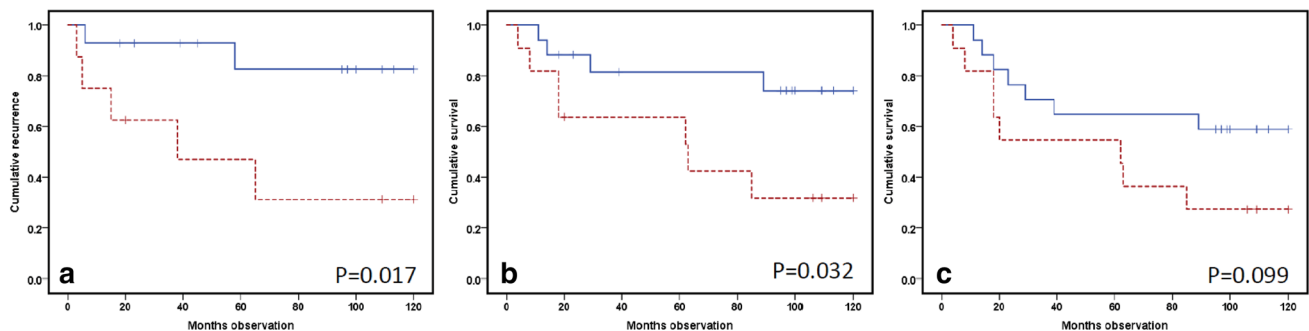 1.0
0.8
0.6
0.4
0.2
0.0
Cumulative recurrence
a
P=0.017
0 20 40 60 80 100 120
Months observation
1.0
0.8
0.6
0.4
0.2
0.0
Cumulative survival
b
P=0.032
0 20 40 60 80 100 120
Months observation
1.0
0.8
0.6
0.4
0.2
0.0
Cumulative survival
c
P=0.099
0 20 40 60 80 100 120
Months observation